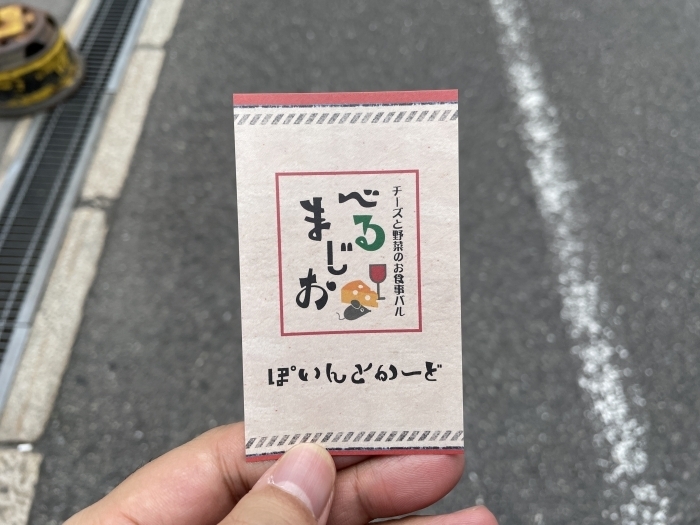 チーズと野菜のお食事バル
べる
まじお
ぽいんとかーど